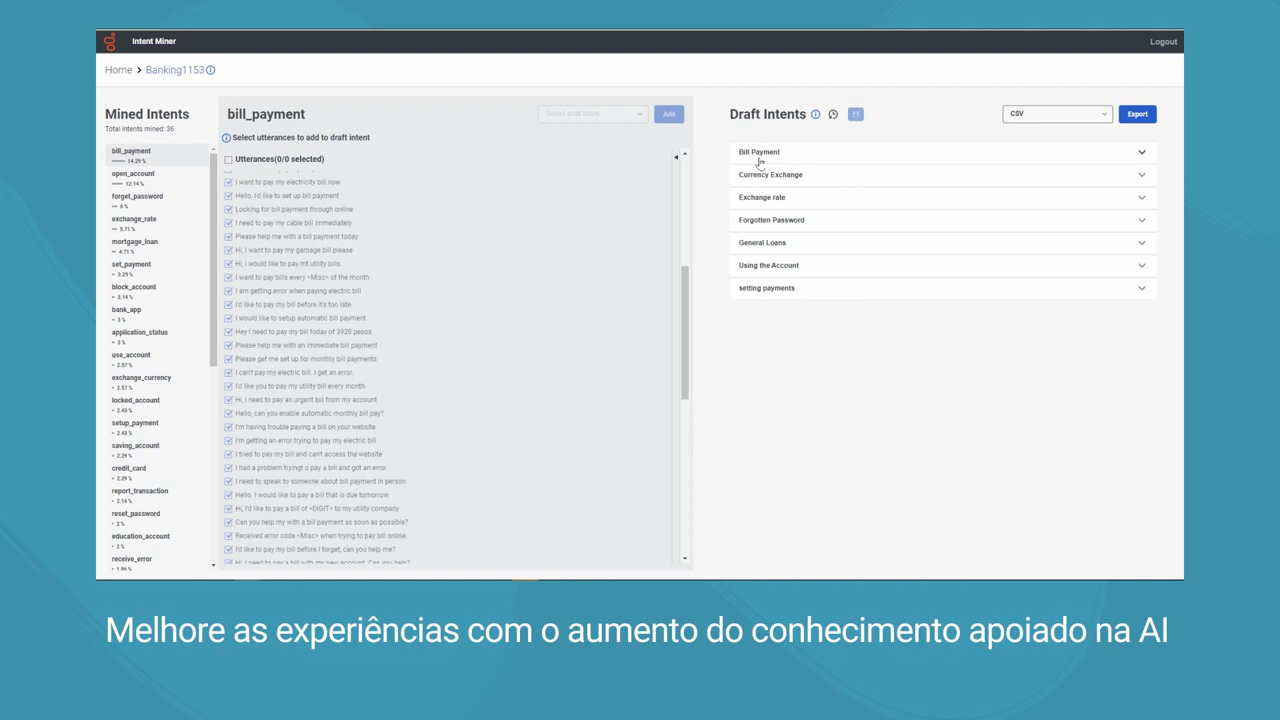 Intent Miner
Logout
Home > Banking1153
Mined Intents
Total intents mined: 36
bill_payment
14.29 %
open_account
12.14 %
forget_password
6 %
exchange_rate
5.71 %
mortgage_loan
4.71 %
set_payment
3.29 %
block_account
3.14 %
bank_app
3 %
application_status
3 %
use_account
2.57 %
exchange_currency
2.57 %
locked_account
2.43 %
setup_payment
2.43 %
saving_account
2.29 %
credit_card
2.29 %
report_transaction
2.14 %
reset_password
2 %
education_account
2 %
receive_error
1.86 %
bill_payment
Select draft intent...
Add
Select utterances to add to draft intent
Utterances(0/0 selected)
I want to pay my electricity bill now
Hello, I'd like to set up bill payment
Looking for bill payment through online
I need to pay my cable bill immediately
Please help me with a bill payment today
Hi, I want to pay my garbage bill please
Hi, i would like to pay mt utility bills
I want to pay bills every <Misc> of the month
I am getting error when paying electric bill
I'd like to pay my bill before it's too late
I would like to setup automatic bill payment
Hey I need to pay my bill today of 3920 pesos
Please help me with an immediate bill payment
Please get me set up for monthly bill payments
I can't pay my electric bill. I get an error.
I'd like you to pay my utility bill every month
Hi, i need to pay an urgent bill from my account
Hello, can you enable automatic monthly bill pay?
I'm having trouble paying a bill on your website.
I'm getting an error trying to pay my electric bill
I tried to pay my bill and can't access the website
I had a problem tryingt o pay a bill and got an error
I need to speak to someone about bill payment in person
Hello, I would like to pay a bill that is due tomorrow.
Hi, I'd like to pay a bill of <DIGIT> to my utility company
Can you help my with a bill payment as soon as possible?
Received error code <Misc> when trying to pay bill online.
I'd like to pay my bill before I forget, can you help me?
Hi, I need to pay a bill with my new account. Can you help?
Draft Intents
CSV
Export
Bill Payment
Currency Exchange
Exchange rate
Forgotten Password
General Loans
Using the Account
setting payments
Melhore as experiências com o aumento do conhecimento apoiado na AI